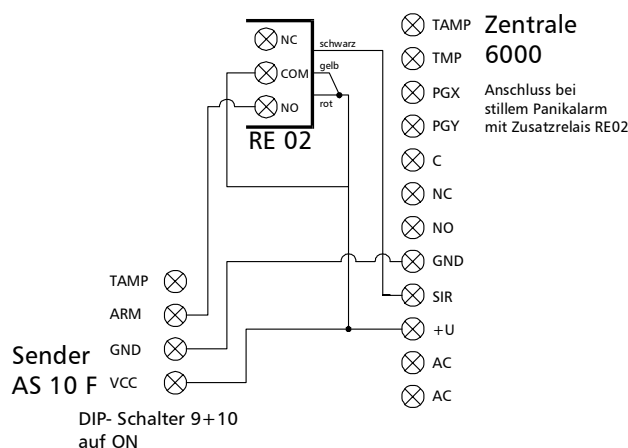 NC
COM
NO
RE 02
schwarz
gelb
rot
TAMP
TMP
PGX
PGY
C
NC
NO
GND
SIR
+U
AC
AC
Zentrale
6000
Anschluss bei
stillem Panikalarm
mit Zusatzrelais RE02
TAMP
ARM
GND
VCC
Sender
AS 10 F
DIP- Schalter 9+10
auf ON